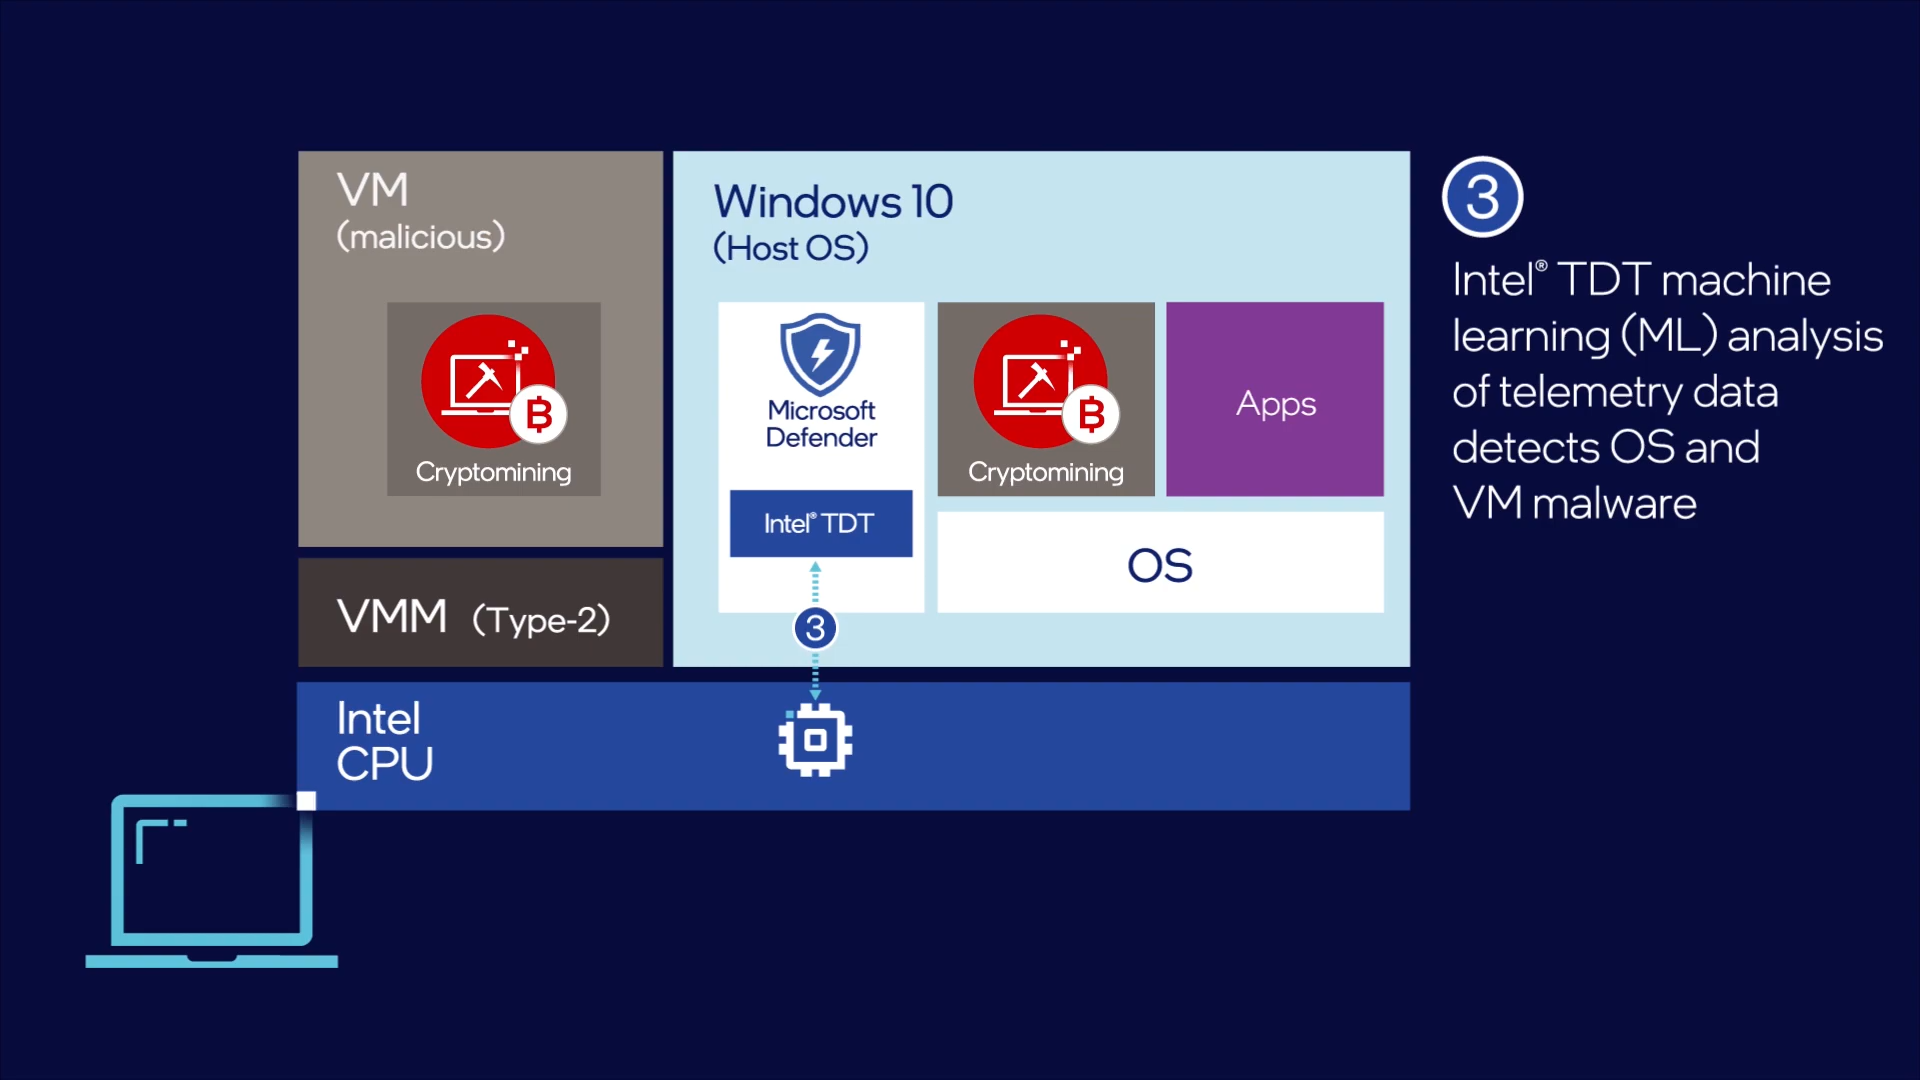 VM
(malicious)
Cryptomining
VMM (Type-2)
Windows 10
(Host OS)
Microsoft
Defender
Intel® TDT
3
Cryptomining
Apps
OS
Intel
CPU
3
Intel® TDT machine
learning (ML) analysis
of telemetry data
detects OS and
VM malware